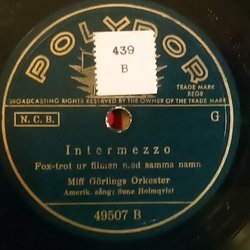 POLYDOR
439
B
TRADE MARK
REGD
BROADCASTING RIGHTS RESERVED BY THE OWNER OF THE TRADE MARK
N.C.B.
G
Intermezzo
Fox-trot ur filmen med samma namn
Miff Görlings Orkester
Amerik. sång: Sune Holmqvist
49507 B